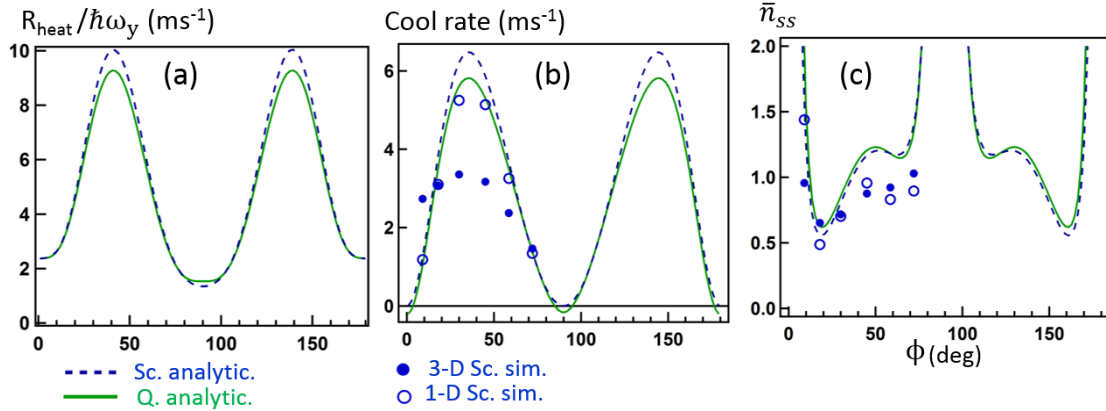 R_heat/ħω_y (ms⁻¹)
Cool rate (ms⁻¹)
n̄_ss
(a)
(b)
(c)
10
8
6
4
2
0
0
50
100
150
6
4
2
0
0
50
100
150
2.0
1.5
1.0
0.5
0.0
0
50
100
150
ϕ (deg)
Sc. analytic.
Q. analytic.
3-D Sc. sim.
1-D Sc. sim.